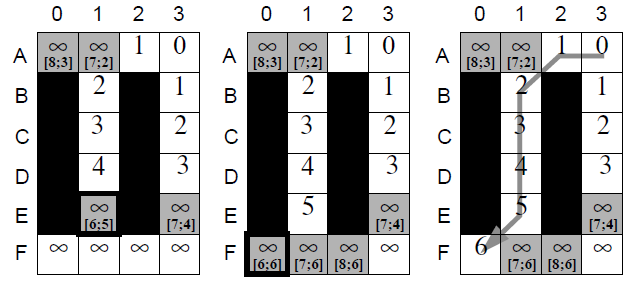 0 1 2 3 0 1 2 3 0 1 2 3
A ∞ ∞ 1 0 ∞ ∞ 1 0 A ∞ ∞ 1 0
[8;3] [7;2] [8;3] [7;2] [8;3] [7;2]
B 2 1 B 2 1 B 2 1
C 3 2 C 3 2 C 3 2
D 4 3 D 4 3 D 4 3
E ∞ ∞ E 5 ∞ E 5 ∞
[6;5] [7;4] [7;4] [7;4]
F ∞ ∞ ∞ ∞ F ∞ ∞ ∞ ∞ F 6 ∞ ∞ ∞
[6;6] [7;6] [8;6] [7;6] [8;6]